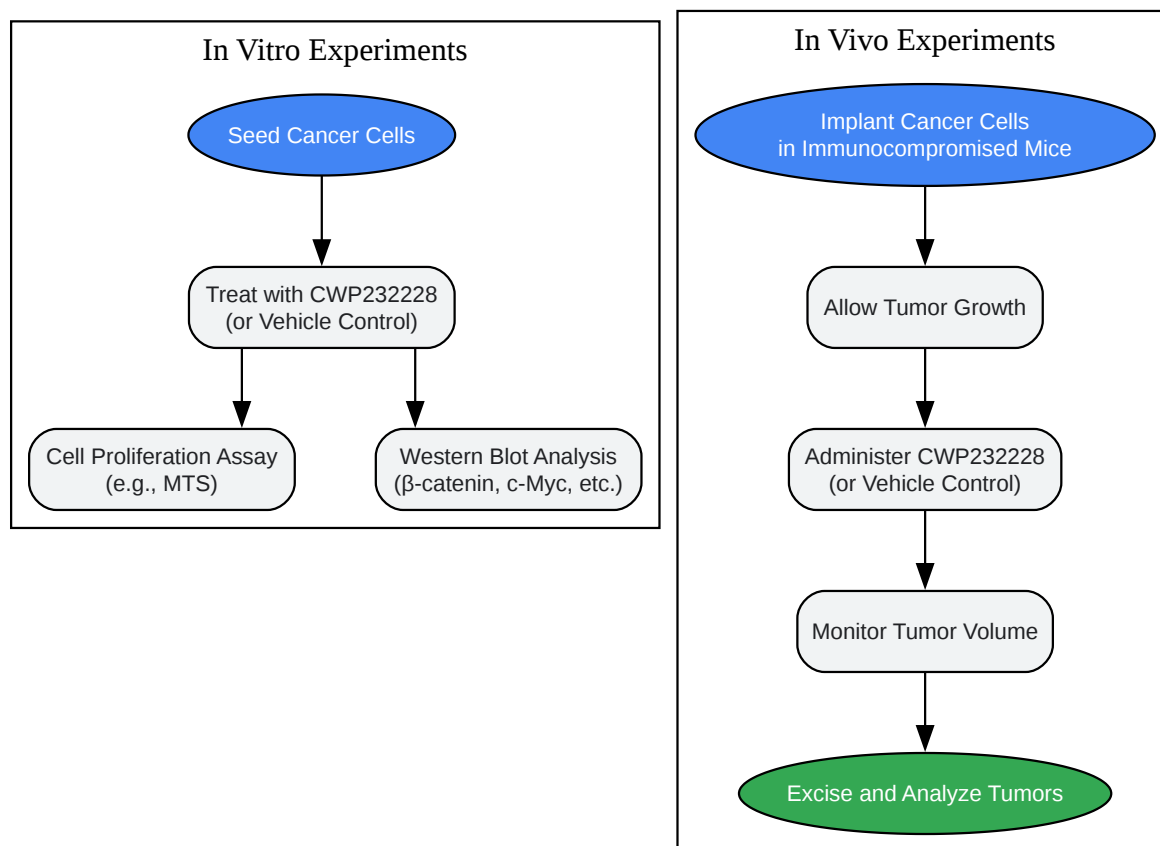 In Vitro Experiments
Seed Cancer Cells
Treat with CWP232228
(or Vehicle Control)
Cell Proliferation Assay
(e.g., MTS)
Western Blot Analysis
(β-catenin, c-Myc, etc.)
In Vivo Experiments
Implant Cancer Cells
in Immunocompromised Mice
Allow Tumor Growth
Administer CWP232228
(or Vehicle Control)
Monitor Tumor Volume
Excise and Analyze Tumors